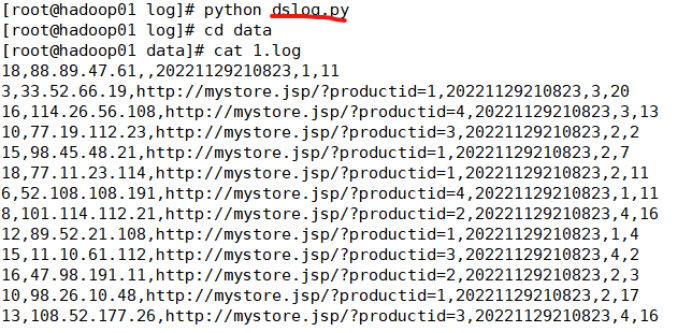 [root@hadoop01 log]# python dslog.py
[root@hadoop01 log]# cd data
[root@hadoop01 data]# cat 1.log
18,88.89.47.61,,20221129210823,1,11
3,33.52.66.19,http://mystore.jsp/?productid=1,20221129210823,3,20
16,114.26.56.108,http://mystore.jsp/?productid=4,20221129210823,3,13
10,77.19.112.23,http://mystore.jsp/?productid=3,20221129210823,2,2
15,98.45.48.21,http://mystore.jsp/?productid=1,20221129210823,2,7
18,77.11.23.114,http://mystore.jsp/?productid=1,20221129210823,2,11
6,52.108.108.191,http://mystore.jsp/?productid=4,20221129210823,1,11
8,101.114.112.21,http://mystore.jsp/?productid=2,20221129210823,4,16
12,89.52.21.108,http://mystore.jsp/?productid=1,20221129210823,1,4
15,11.10.61.112,http://mystore.jsp/?productid=3,20221129210823,4,2
16,47.98.191.11,http://mystore.jsp/?productid=2,20221129210823,2,3
10,98.26.10.48,http://mystore.jsp/?productid=1,20221129210823,2,17
13,108.52.177.26,http://mystore.jsp/?productid=3,20221129210823,4,16